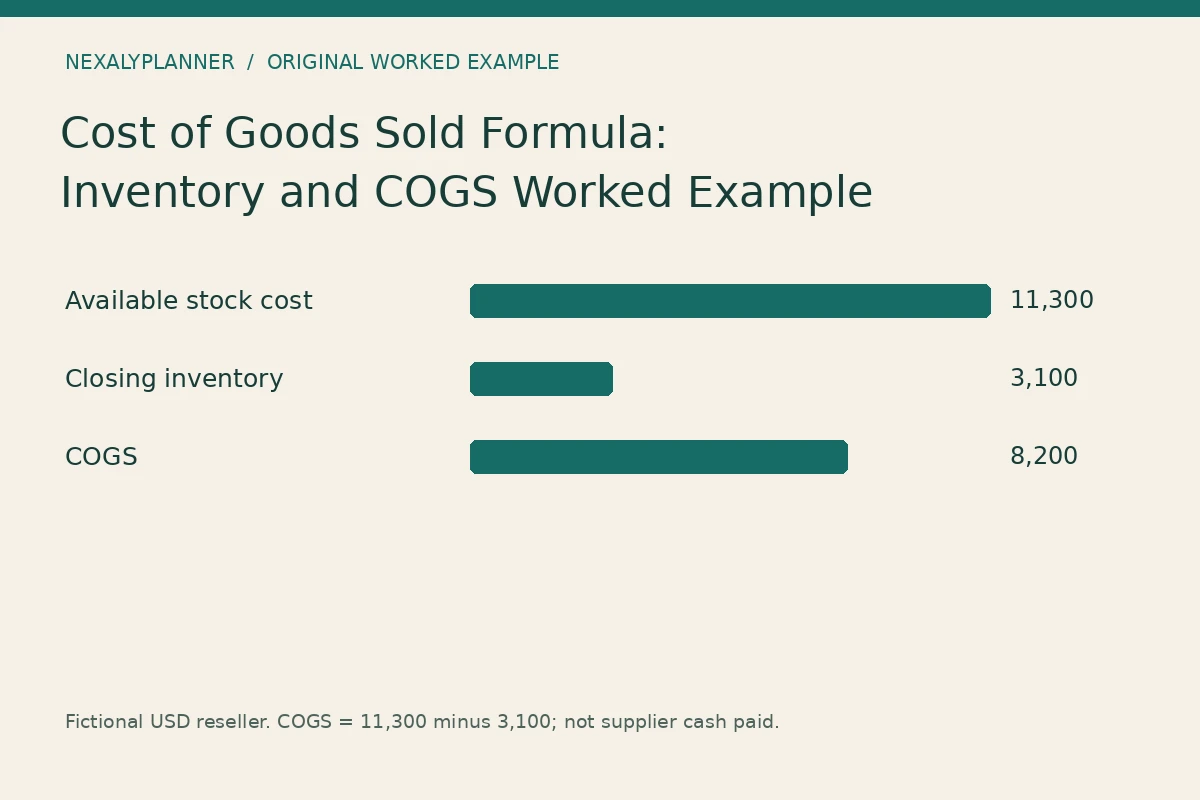 NEXALYPLANNER / ORIGINAL WORKED EXAMPLE
Cost of Goods Sold Formula:
Inventory and COGS Worked Example
Available stock cost 11,300
Closing inventory 3,100
COGS 8,200
Fictional USD reseller. COGS = 11,300 minus 3,100; not supplier cash paid.